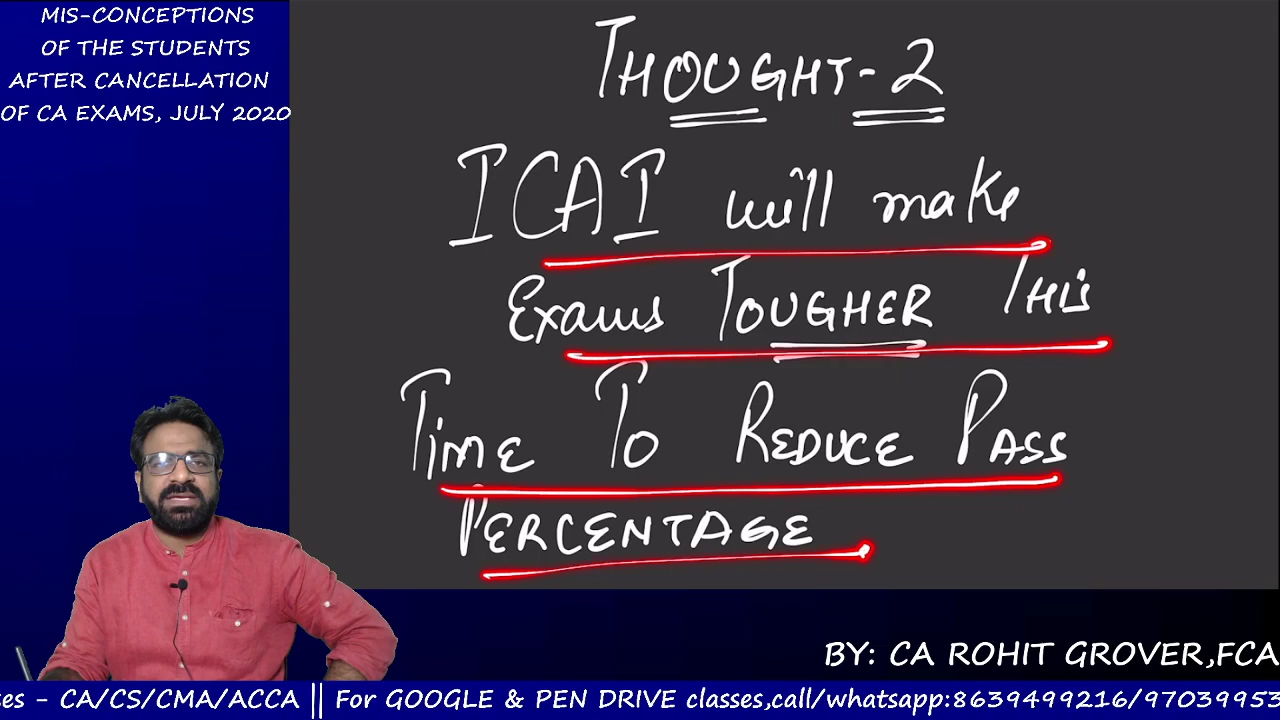 MIS-CONCEPTIONS
OF THE STUDENTS
AFTER CANCELLATION
OF CA EXAMS, JULY 2020
THOUGHT-2
ICAI will make
Exams TOUGHER THIS
TIME TO REDUCE PASS
PERCENTAGE
BY: CA ROHIT GROVER,FCA
- CA/CS/CMA/ACCA || For GOOGLE & PEN DRIVE classes,call/whatsapp:8639499216/9703995